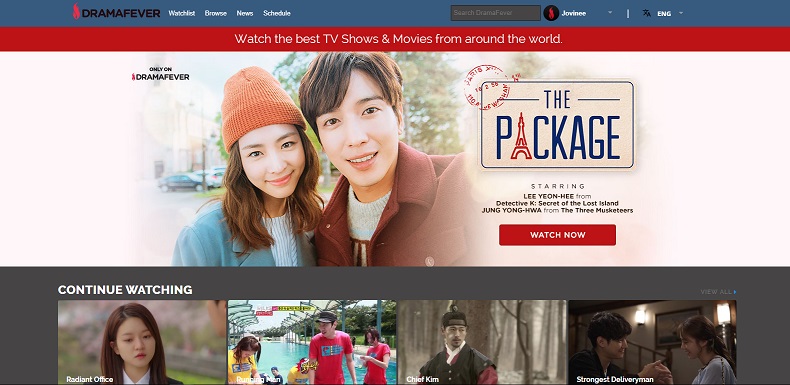 DRAMAFEVER
Watchlist
Browse
News
Schedule
Search DramaFever
Jovinee
ENG
Watch the best TV Shows & Movies from around the world.
ONLY ON
DRAMAFEVER
PARIS
THE
PACKAGE
STARRING
LEE YEON-HEE from
Detective K: Secret of the Lost Island
JUNG YONG-HWA from The Three Musketeers
WATCH NOW
CONTINUE WATCHING
VIEW ALL
Radiant Office
Running Man
Chief Kim
Strongest Deliveryman